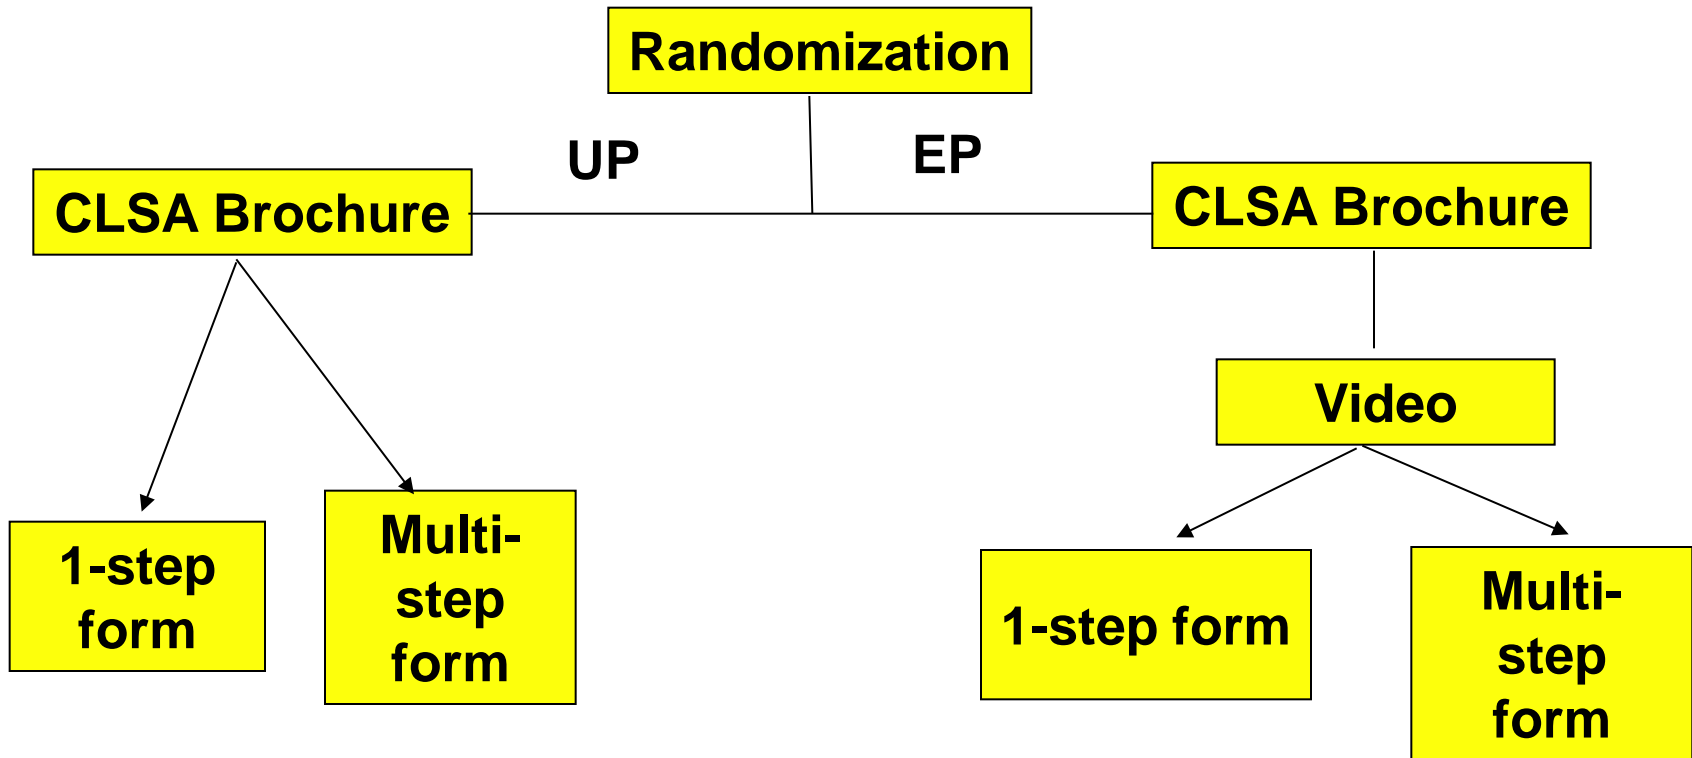 Randomization
UP
EP
CLSA Brochure
CLSA Brochure
Video
1-step
form
Multi-
step
form
1-step form
Multi-
step
form